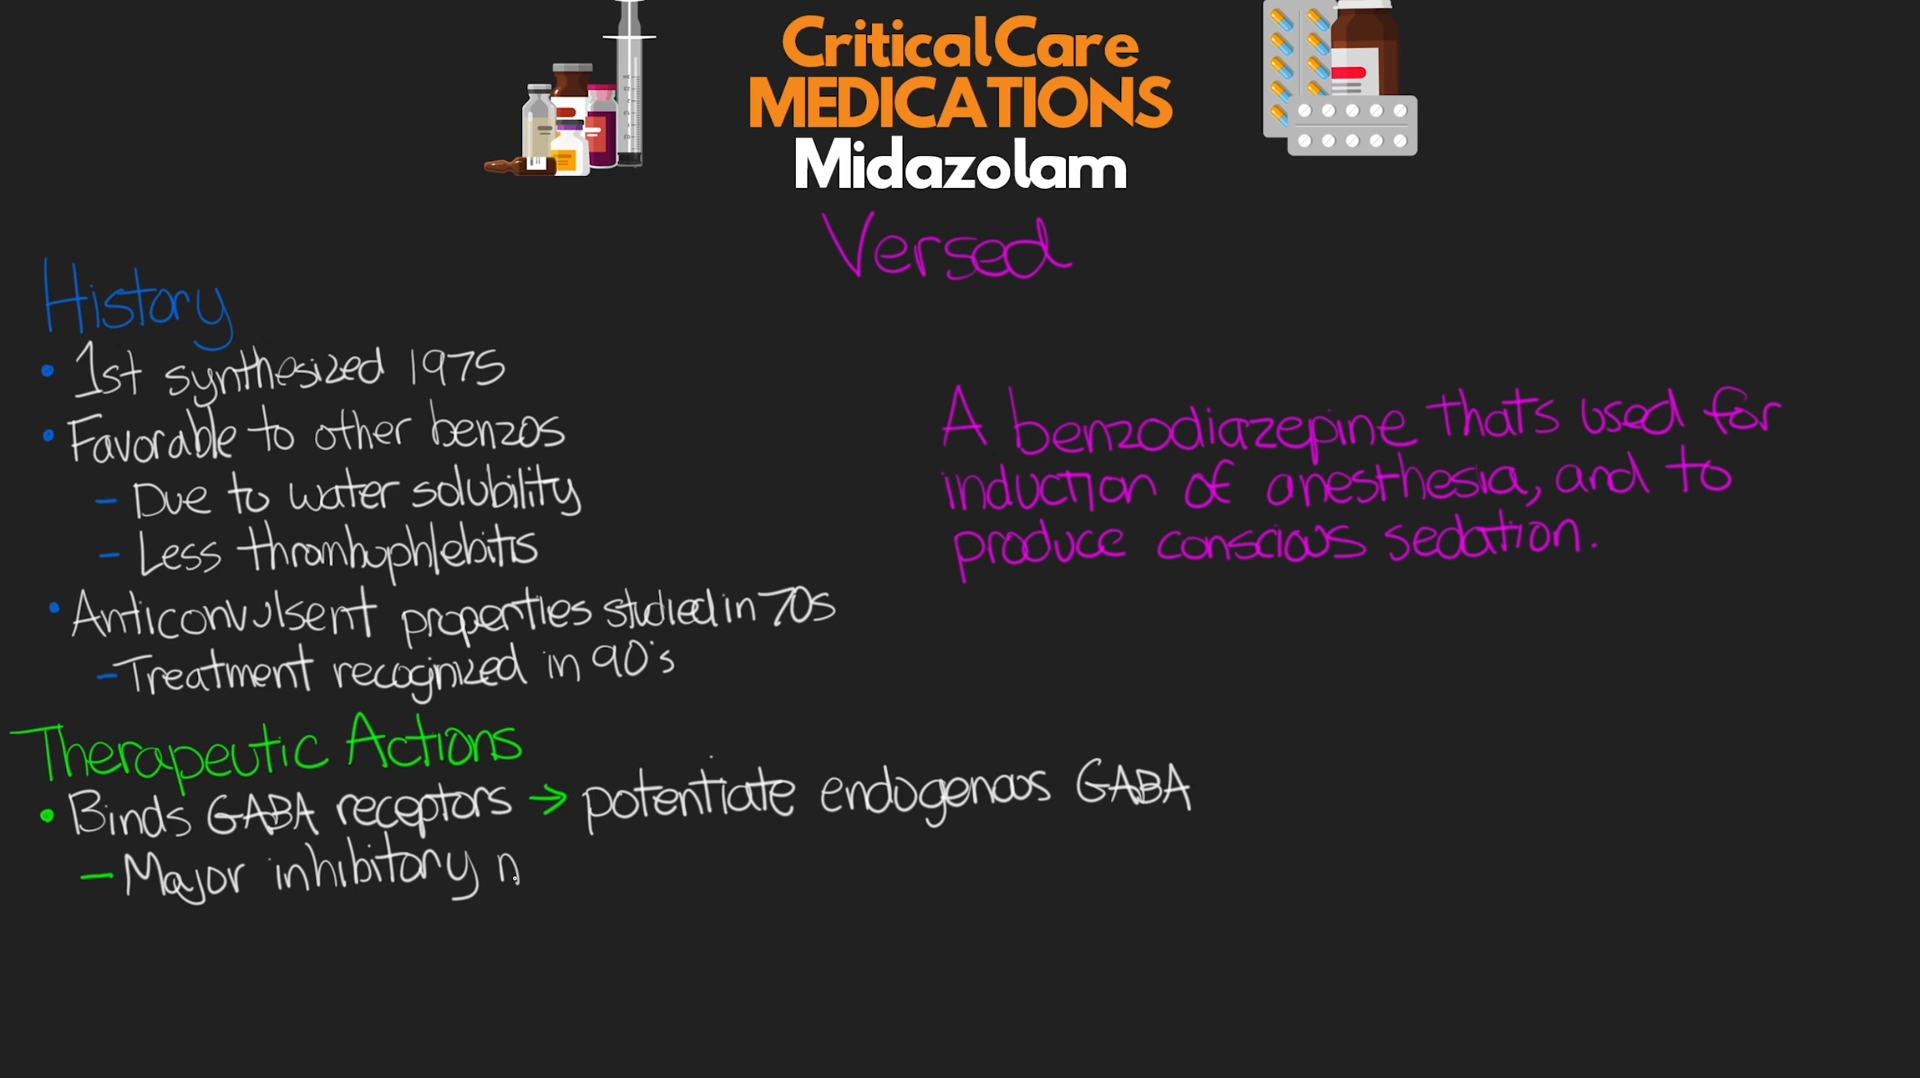 Critical Care
MEDICATIONS
Midazolam
Versed
History
• 1st synthesized 1975
• Favorable to other benzos
- Due to water solubility
- Less thrombophlebitis
• Anticonvulsent properties studied in 70s
- Treatment recognized in 90's
A benzodiazepine thats used for
induction of anesthesia, and to
produce conscious sedation.
Therapeutic Actions
• Binds GABA receptors → potentiate endogenous GABA
- Major inhibitory n